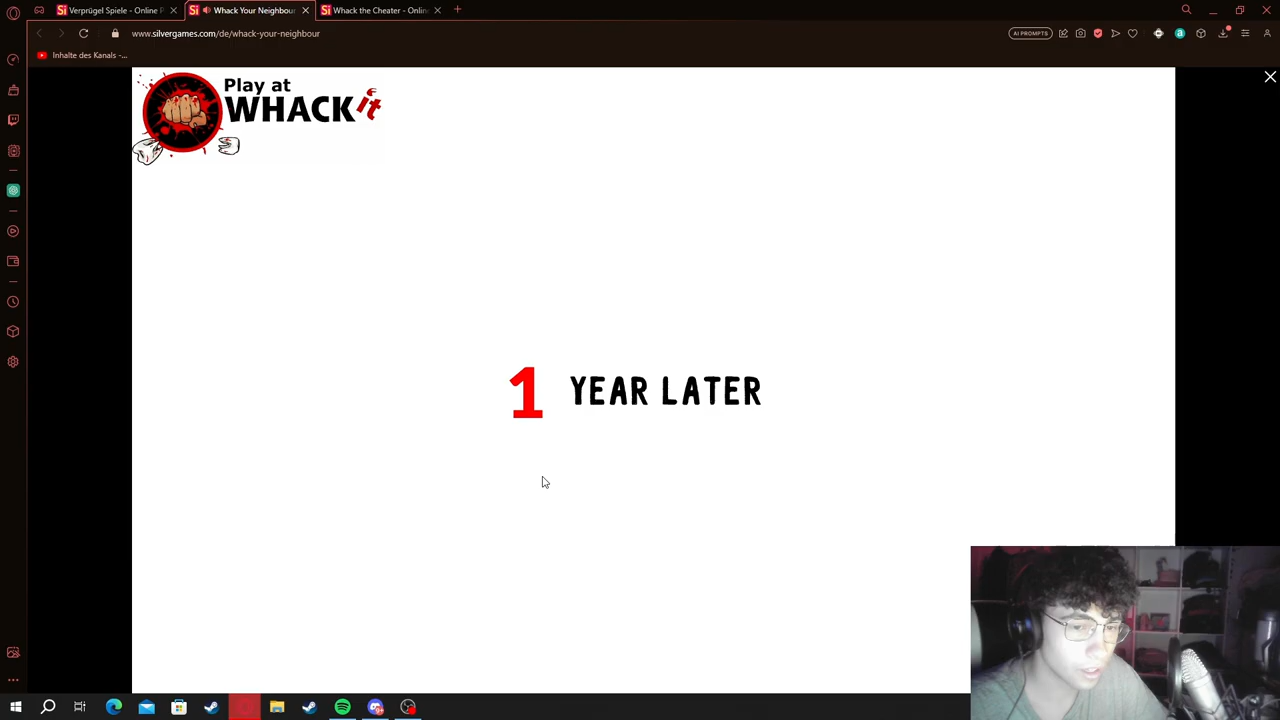 Verprügel Spiele - Online
Whack Your Neighbou
Whack the Cheater - Onlin
www.silvergames.com/de/whack-your-neighbour
AI PROMPTS
Inhalte des Kanals -...
Play at
WHACK it
1 YEAR LATER